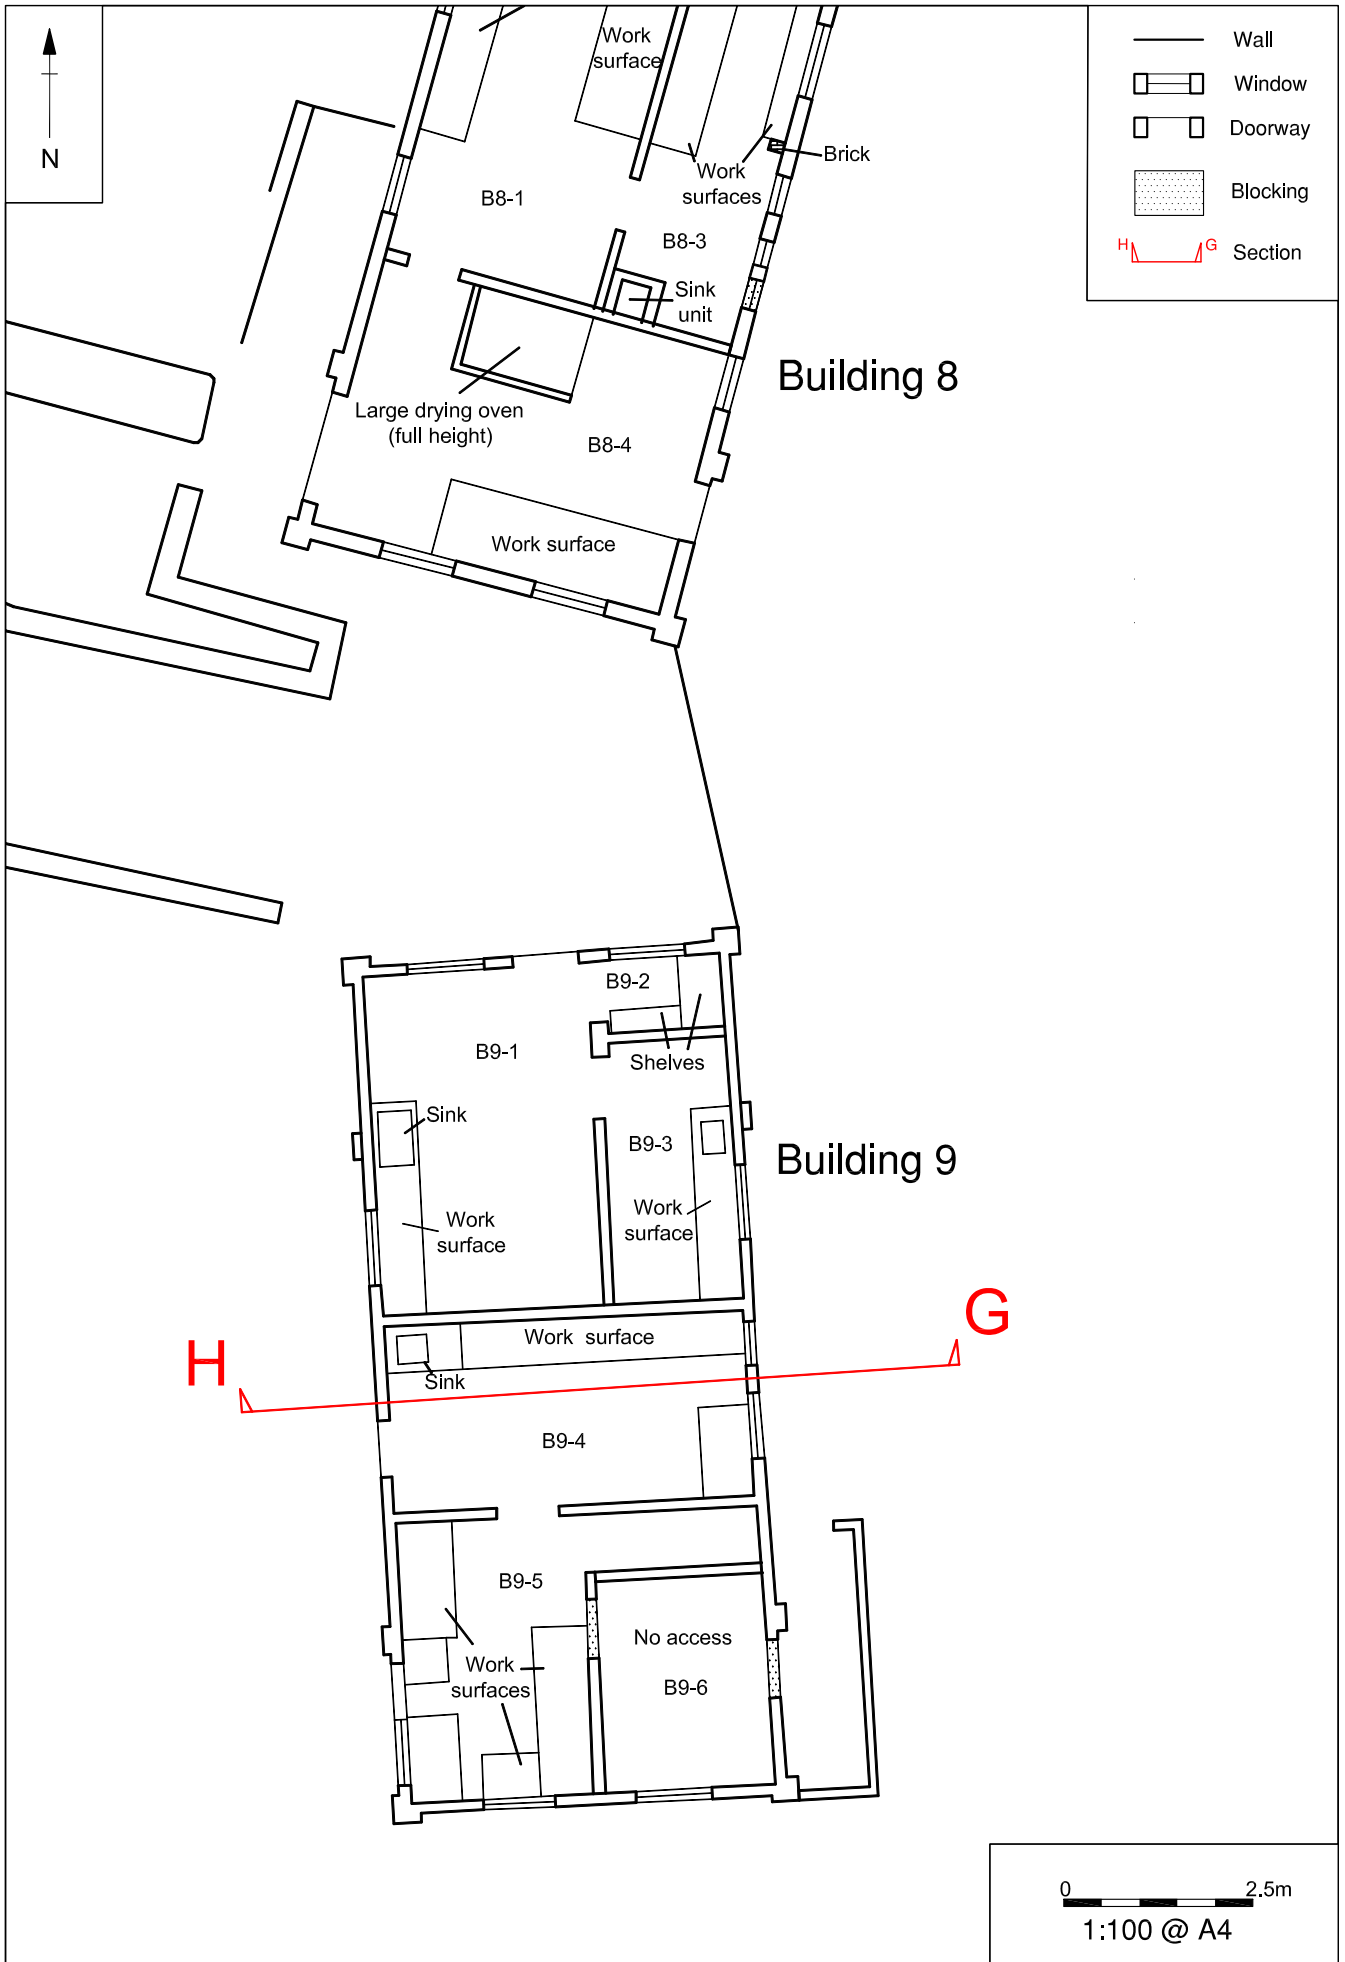 N
Wall
Window
Doorway
Blocking
H
G
Section
Work
surface
Work
surfaces
Brick
B8-1
B8-3
Sink
unit
Building 8
Large drying oven
(full height)
B8-4
Work surface
B9-2
B9-1
Shelves
Sink
B9-3
Building 9
Work
surface
Work
surface
G
H
Work surface
Sink
B9-4
B9-5
No access
B9-6
Work
surfaces
0
2.5m
1:100 @ A4